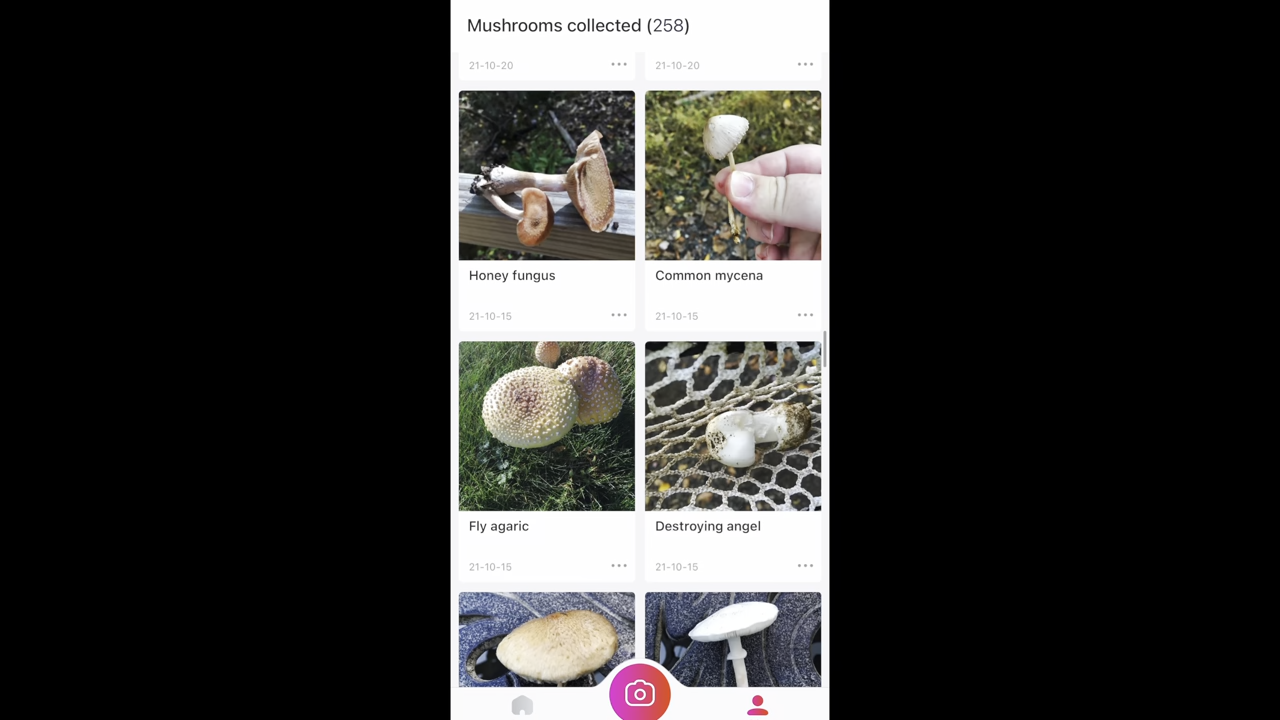 Mushrooms collected (258)
21-10-20
21-10-20
Honey fungus
Common mycena
21-10-15
21-10-15
Fly agaric
Destroying angel
21-10-15
21-10-15